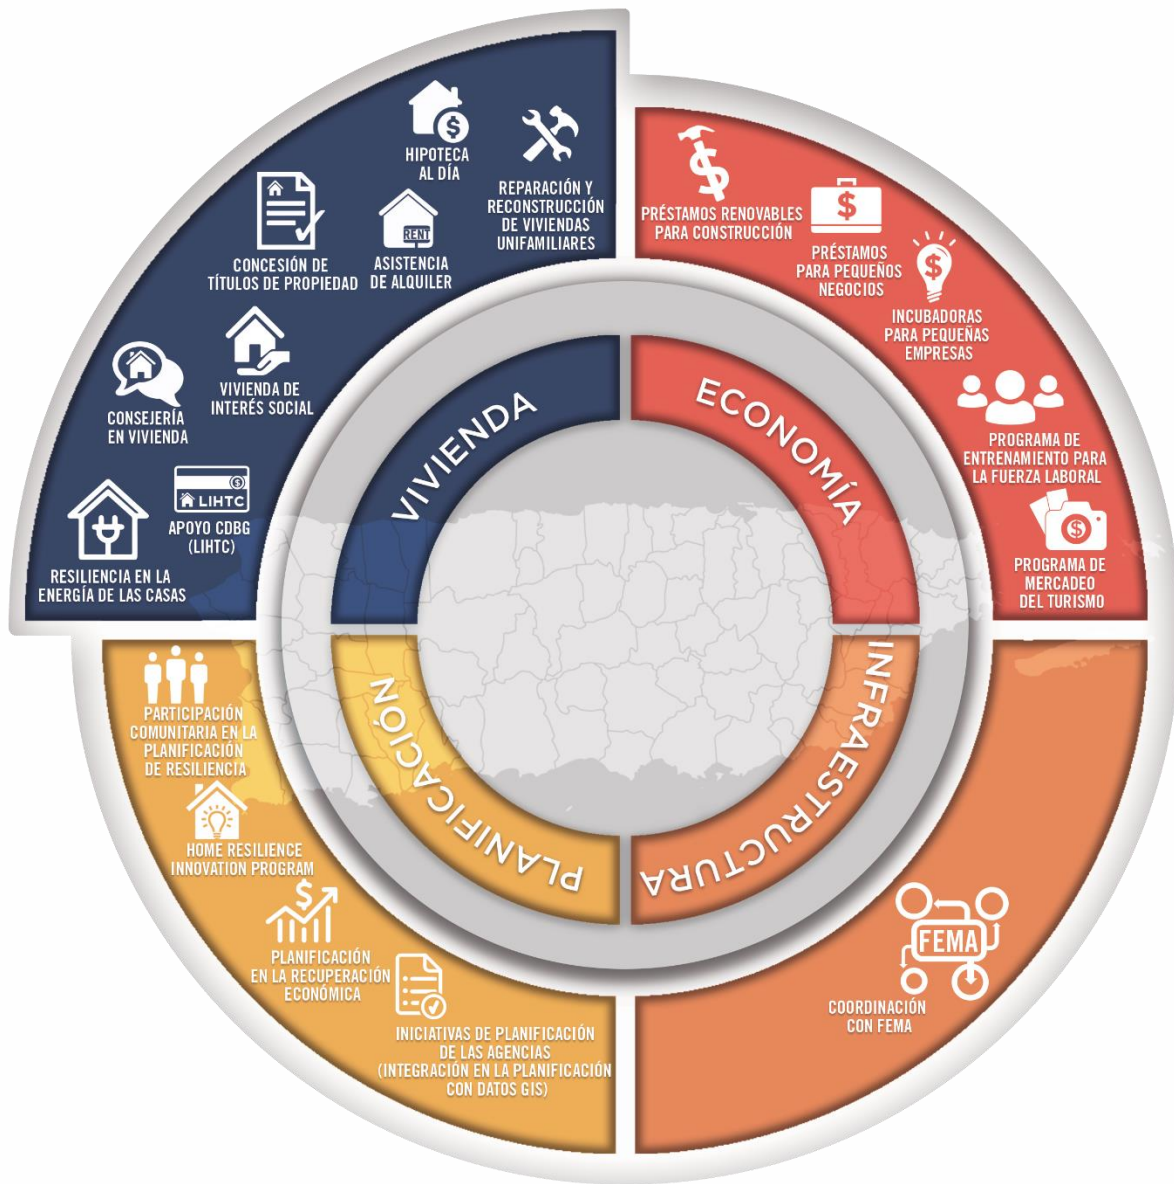 HIPOTECA
AL DÍA
REPARACIÓN Y
RECONSTRUCCIÓN
DE VIVIENDAS
UNIFAMILIARES
CONCESIÓN DE
TÍTULOS DE PROPIEDAD
RENT
ASISTENCIA
DE ALQUILER
CONSEJERÍA
EN VIVIENDA
VIVIENDA DE
INTERÉS SOCIAL
RESILIENCIA EN LA
ENERGÍA DE LAS CASAS
$
LIHTC
APOYO CDBG
(LIHTC)
VIVIENDA
ECONOMÍA
PRÉSTAMOS RENOVABLES
PARA CONSTRUCCIÓN
PRÉSTAMOS
PARA PEQUEÑOS
NEGOCIOS
INCUBADORAS
PARA PEQUEÑAS
EMPRESAS
PROGRAMA DE
ENTRENAMIENTO PARA
LA FUERZA LABORAL
PROGRAMA DE
MERCADEO
DEL TURISMO
PLANIFICACIÓN
INFRAESTRUCTURA
PARTICIPACIÓN
COMUNITARIA EN LA
PLANIFICACIÓN
DE RESILIENCIA
HOME RESILIENCE
INNOVATION PROGRAM
PLANIFICACIÓN
EN LA RECUPERACIÓN
ECONÓMICA
INICIATIVAS DE PLANIFICACIÓN
DE LAS AGENCIAS
(INTEGRACIÓN EN LA PLANIFICACIÓN
CON DATOS GIS)
FEMA
COORDINACIÓN
CON FEMA